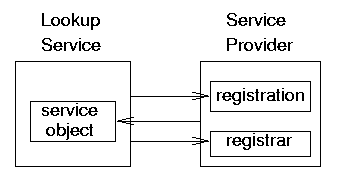 Lookup
Service
Service
Provider
service
object
registration
registrar